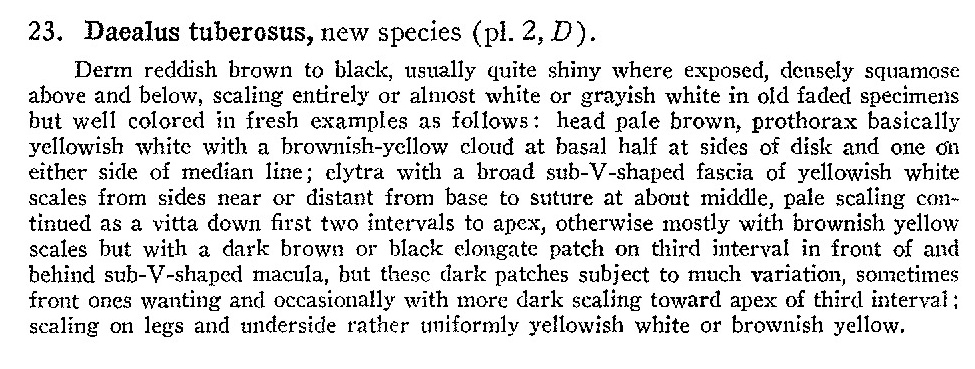 23. Daealus tuberosus, new species (pl. 2, D).
Derm reddish brown to black, usually quite shiny where exposed, densely squamose
above and below, scaling entirely or almost white or grayish white in old faded specimens
but well colored in fresh examples as follows: head pale brown, prothorax basically
yellowish white with a brownish-yellow cloud at basal half at sides of disk and one on
either side of median line; elytra with a broad sub-V-shaped fascia of yellowish white
scales from sides near or distant from base to suture at about middle, pale scaling con-
tinued as a vitta down first two intervals to apex, otherwise mostly with brownish yellow
scales but with a dark brown or black elongate patch on third interval in front of and
behind sub-V-shaped macula, but these dark patches subject to much variation, sometimes
front ones wanting and occasionally with more dark scaling toward apex of third interval;
scaling on legs and underside rather uniformly yellowish white or brownish yellow.